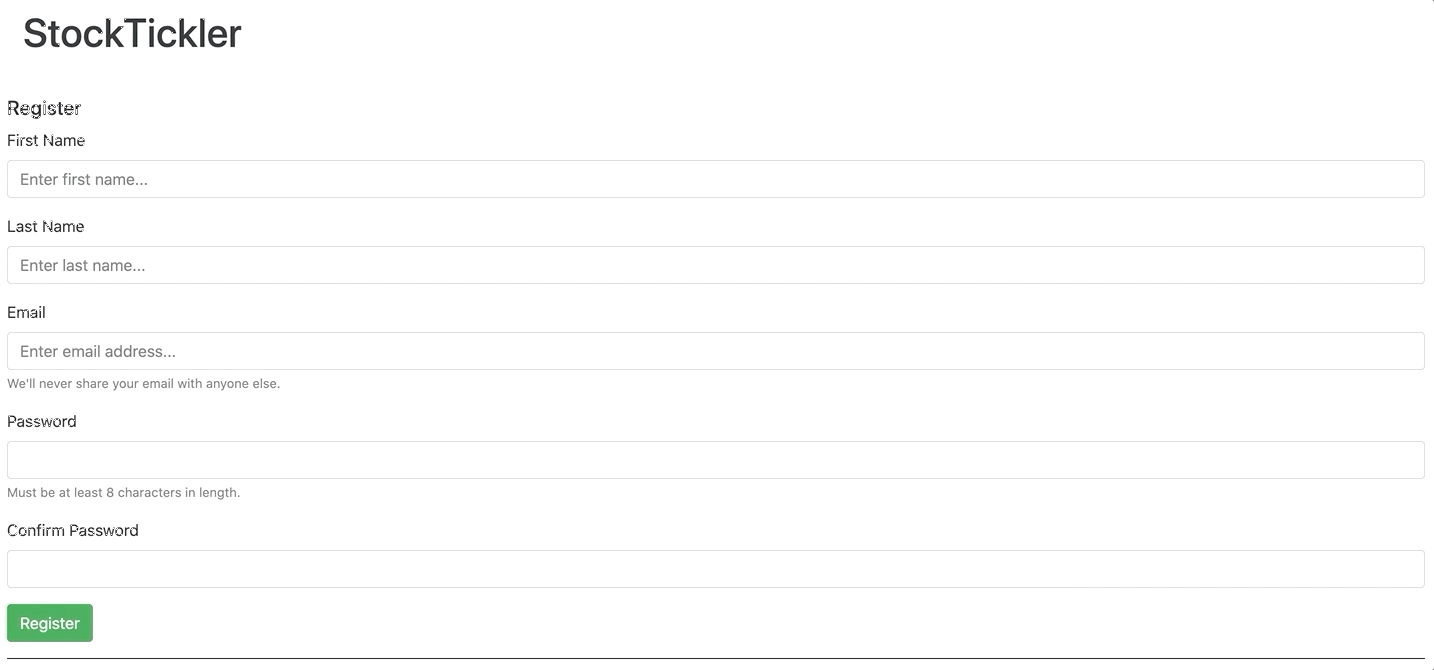 StockTickler
Register
First Name
Enter first name...
Last Name
Enter last name...
Email
Enter email address...
We'll never share your email with anyone else.
Password
Must be at least 8 characters in length.
Confirm Password
Register